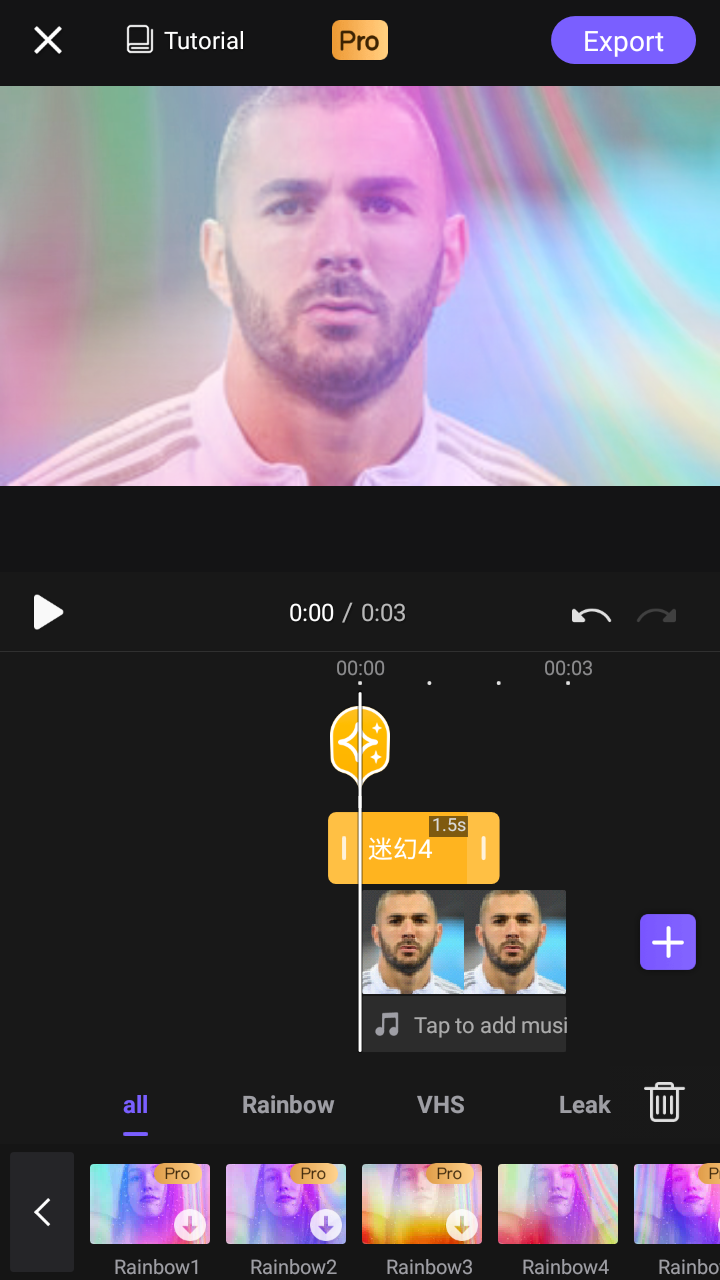 Tutorial
Pro
Export
0:00 / 0:03
00:00
00:03
1.5s
迷幻4
Tap to add musi
all
Rainbow
VHS
Leak
Pro
Pro
Pro
P
Rainbow1
Rainbow2
Rainbow3
Rainbow4
Rainbo